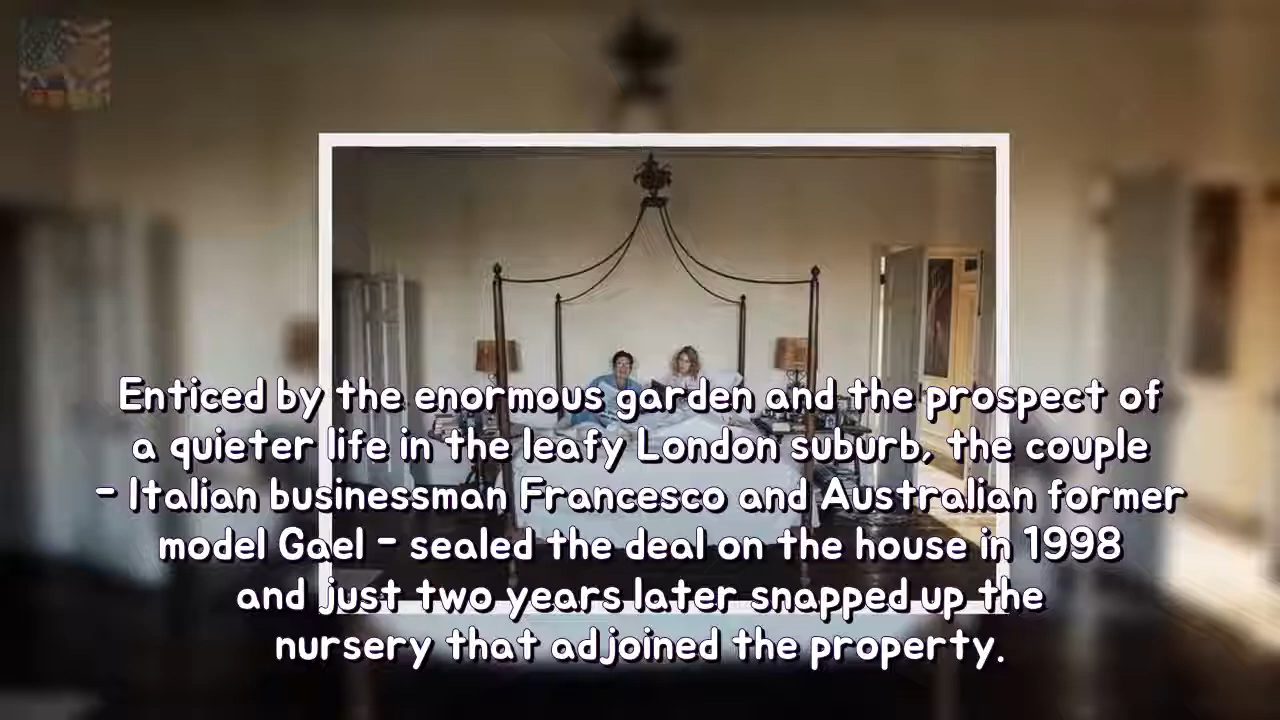 Enticed by the enormous garden and the prospect of
a quieter life in the leafy London suburb, the couple
- Italian businessman Francesco and Australian former
model Gael - sealed the deal on the house in 1998
and just two years later snapped up the
nursery that adjoined the property.